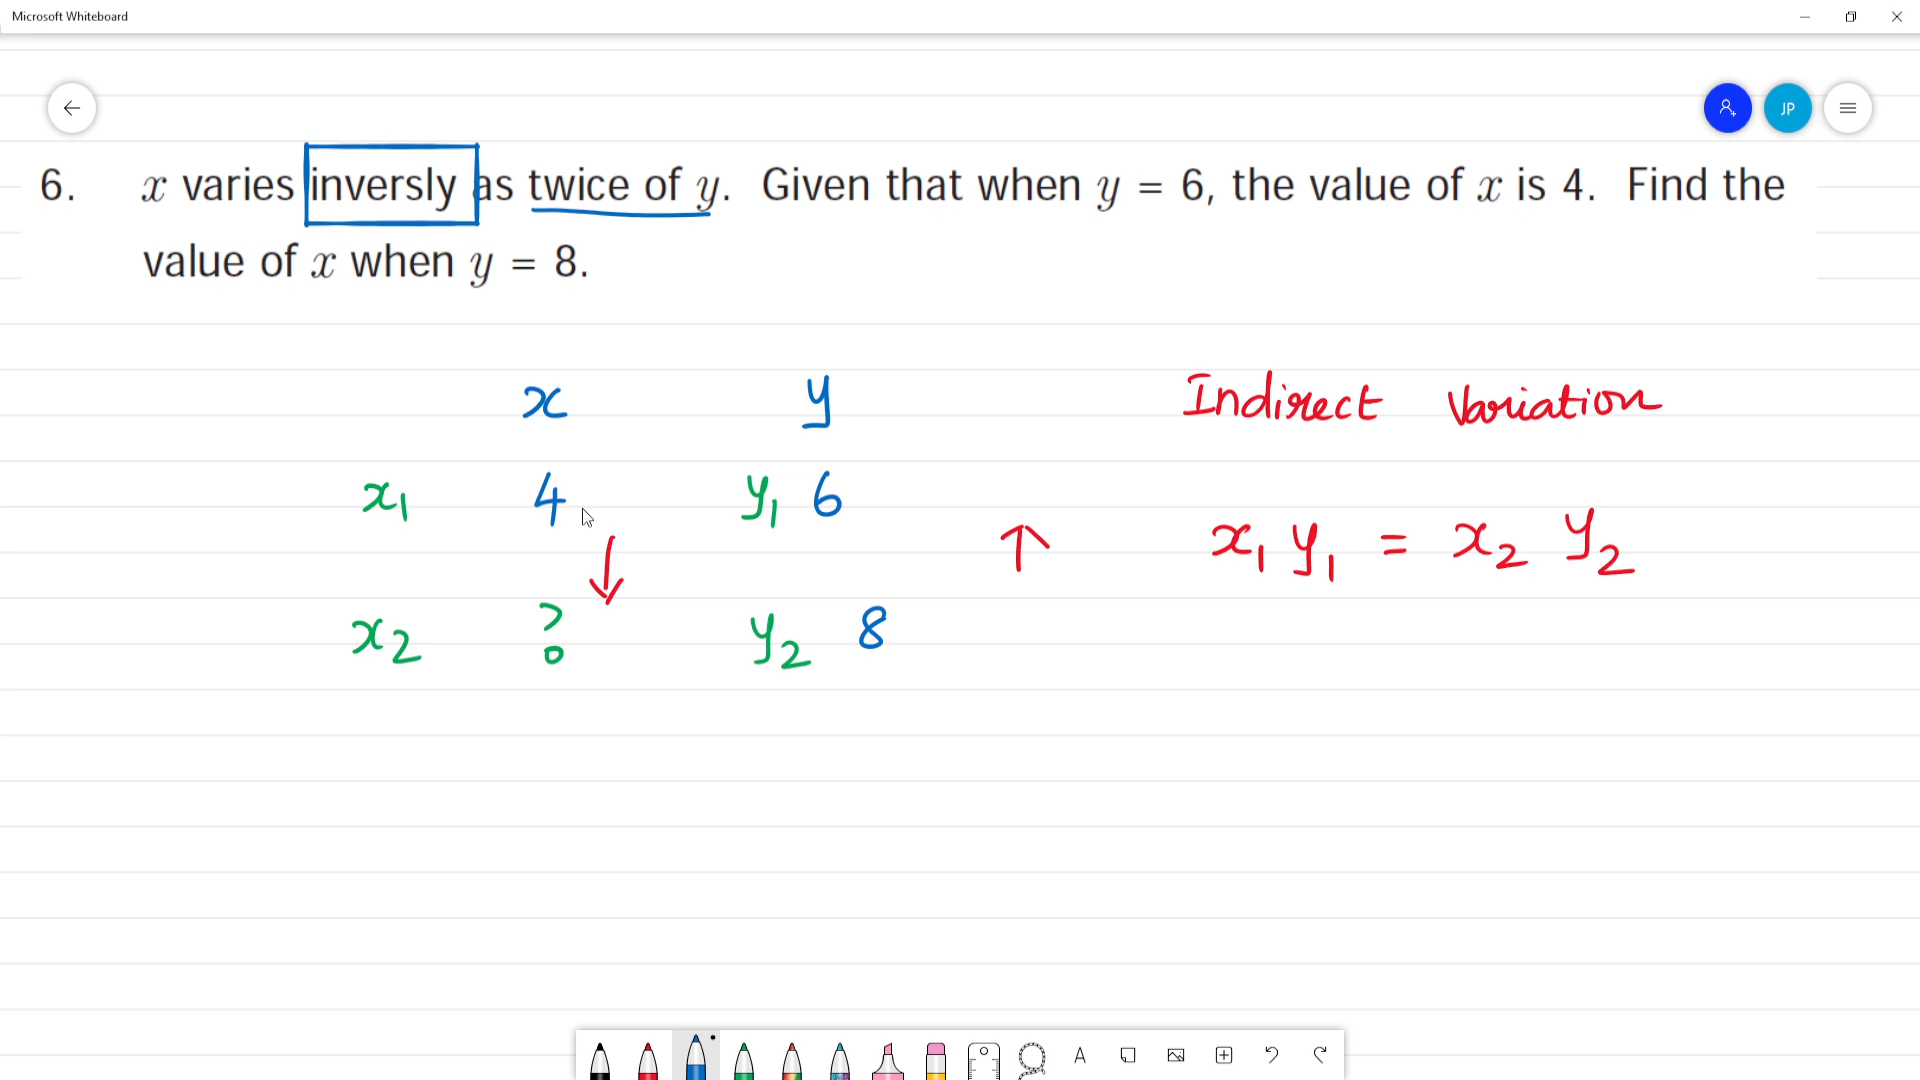 Microsoft Whiteboard
JP
6. x varies inversly as twice of y. Given that when y = 6, the value of x is 4. Find the
value of x when y = 8.
x y Indirect Variation
x₁ 4 y₁ 6
x₁ y₁ = x₂ y₂
x₂ ? y₂ 8
A